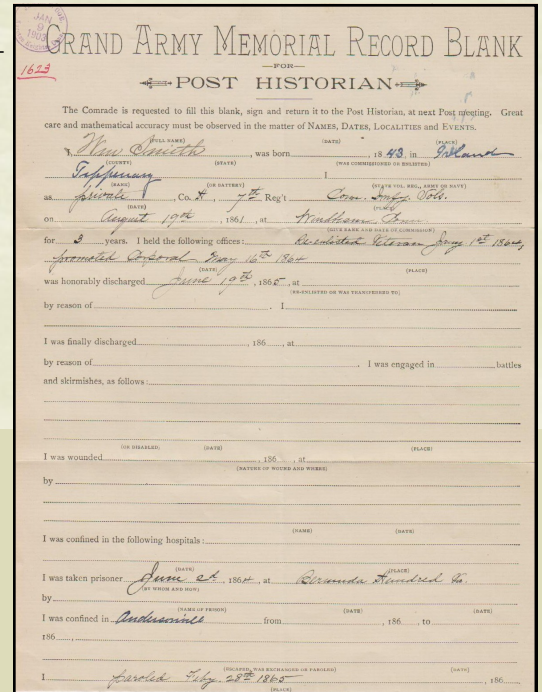 JAN 9 1903
1623
GRAND ARMY MEMORIAL RECORD BLANK
—FOR—
POST HISTORIAN
The Comrade is requested to fill this blank, sign and return it to the Post Historian, at next Post meeting. Great
care and mathematical accuracy must be observed in the matter of NAMES, DATES, LOCALITIES and EVENTS.
(FULL NAME) (DATE) (PLACE)
I, Wm Smith, was born, 1843, in Ireland
(COUNTY) (STATE) (WAS COMMISSIONED OR ENLISTED)
Tipperary I
(RANK) (OR BATTERY) (STATE VOL. REG., ARMY OR NAVY)
as private, Co. , 7th Reg't Conn. Infy. Vols.
(DATE) (PLACE)
on August 19th, 1861, at Windham Conn
(GIVE RANK AND DATE OF COMMISSION)
for 3 years. I held the following offices: Re-enlisted Veteran Jany 1st 1864,
promoted Corporal May 16th 1864
(DATE) (PLACE)
was honorably discharged June 19th, 1865, at
(RE-ENLISTED OR WAS TRANSFERRED TO)
by reason of . I
I was finally discharged , 186 , at
by reason of , I was engaged in battles
and skirmishes, as follows:
(OR DISABLED) (DATE) (PLACE)
I was wounded , 186 , at
(NATURE OF WOUND AND WHERE)
by
(NAME) (DATE)
I was confined in the following hospitals:
(DATE) (PLACE)
I was taken prisoner June 2d, 1864, at Bermuda Hundred Va.
(BY WHOM AND HOW)
by
(NAME OF PRISON) (DATE) (DATE)
I was confined in Andersonville from , 186 , to
186 ,
(ESCAPED, WAS EXCHANGED OR PAROLED) (DATE)
I paroled Feby. 28th 1865 , 186
(PLACE)